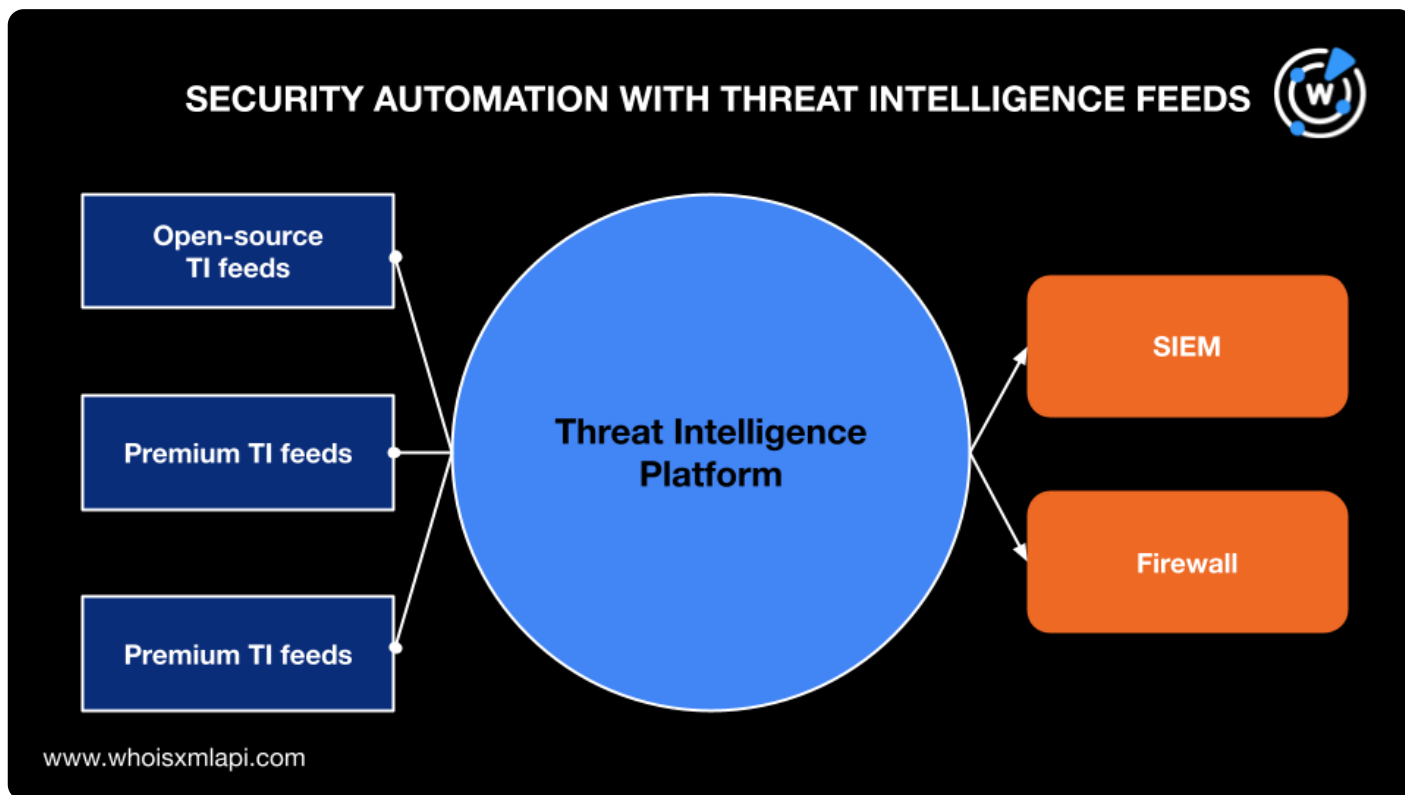 SECURITY AUTOMATION WITH THREAT INTELLIGENCE FEEDS
W
Open-source
TI feeds
Premium TI feeds
Premium TI feeds
Threat Intelligence
Platform
SIEM
Firewall
www.whoisxmlapi.com